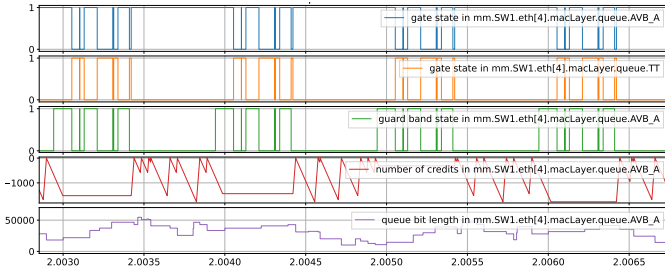 1
gate state in mm.SW1.eth[4].macLayer.queue.AVB_A
0
1
gate state in mm.SW1.eth[4].macLayer.queue.TT
0
1
guard band state in mm.SW1.eth[4].macLayer.queue.AVB_A
0
0
number of credits in mm.SW1.eth[4].macLayer.queue.AVB_A
−1000
50000
queue bit length in mm.SW1.eth[4].macLayer.queue.AVB_A
0
2.0030 2.0035 2.0040 2.0045 2.0050 2.0055 2.0060 2.0065